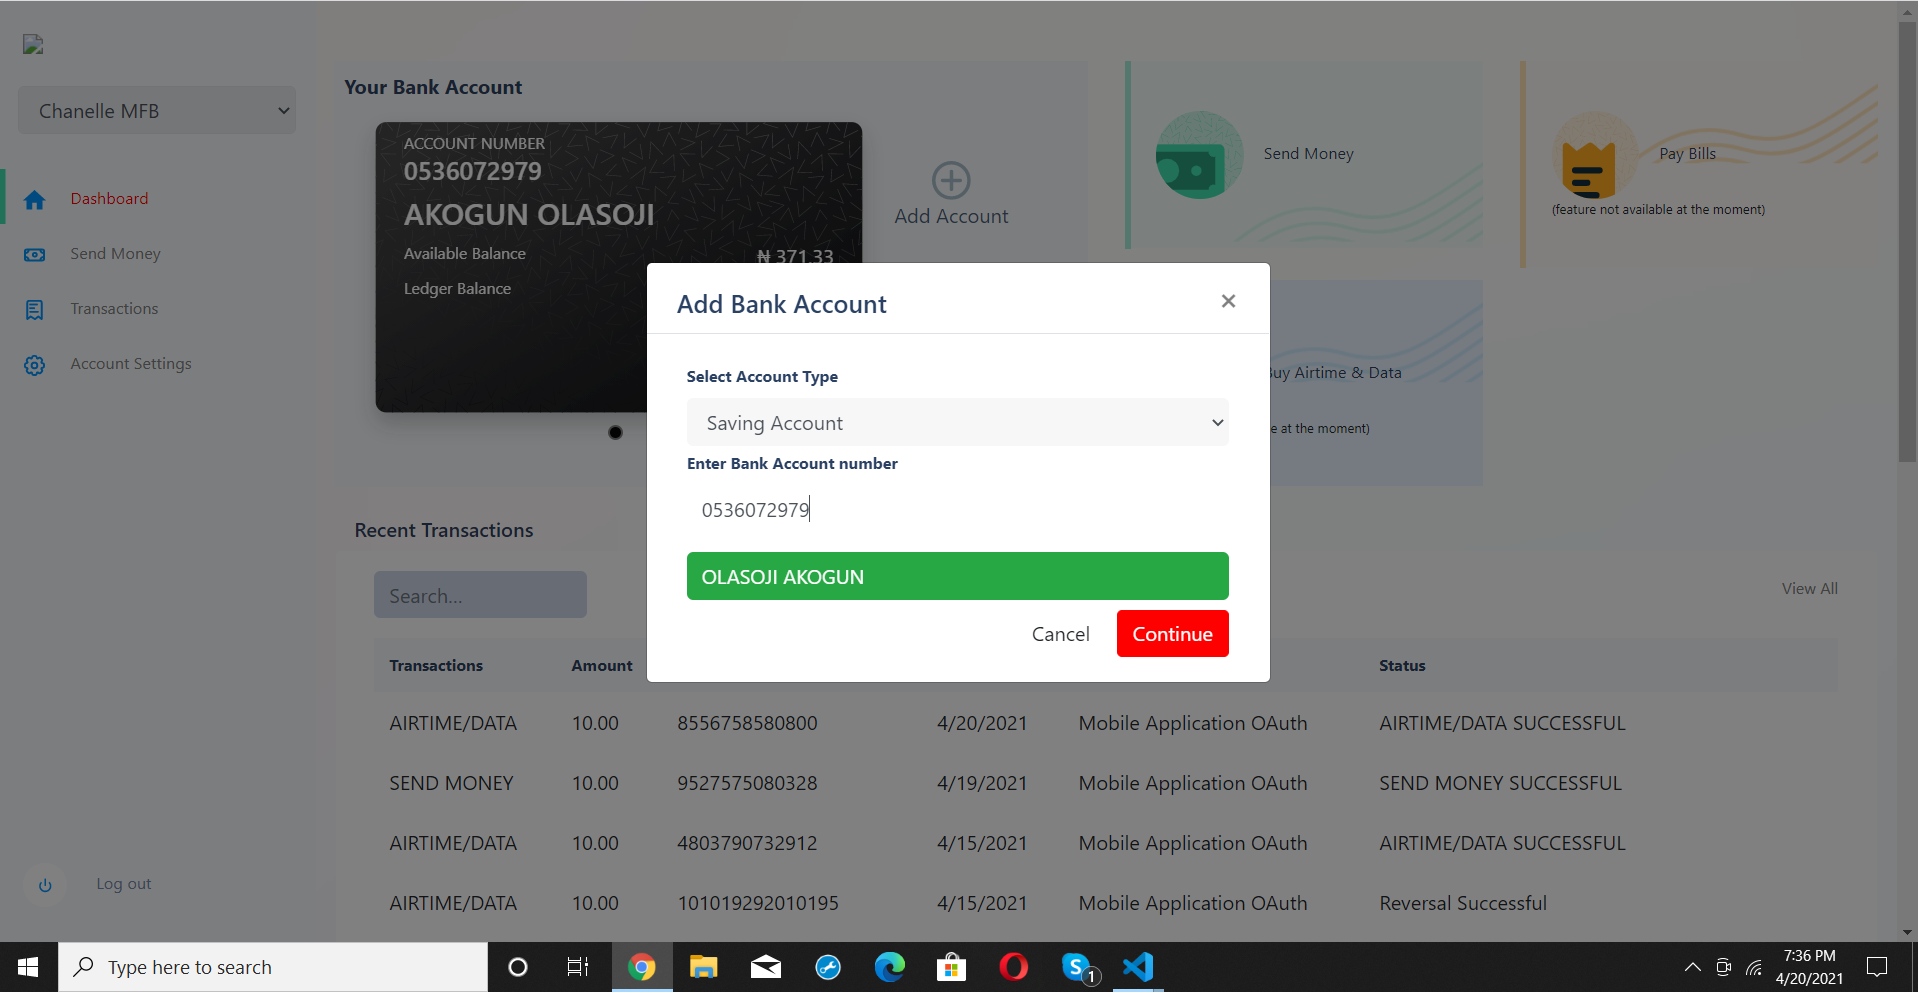 Chanelle MFB
Dashboard
Send Money
Transactions
Account Settings
Log out
Your Bank Account
ACCOUNT NUMBER
0536072979
AKOGUN OLASOJI
Available Balance
₦ 371.33
Ledger Balance
Add Account
Send Money
Pay Bills
(feature not available at the moment)
Buy Airtime & Data
e at the moment)
Add Bank Account
×
Select Account Type
Saving Account
Enter Bank Account number
0536072979
OLASOJI AKOGUN
Cancel Continue
Recent Transactions
Search...
View All
Transactions Amount Status
AIRTIME/DATA 10.00 8556758580800 4/20/2021 Mobile Application OAuth AIRTIME/DATA SUCCESSFUL
SEND MONEY 10.00 9527575080328 4/19/2021 Mobile Application OAuth SEND MONEY SUCCESSFUL
AIRTIME/DATA 10.00 4803790732912 4/15/2021 Mobile Application OAuth AIRTIME/DATA SUCCESSFUL
AIRTIME/DATA 10.00 101019292010195 4/15/2021 Mobile Application OAuth Reversal Successful
Type here to search
1
7:36 PM
4/20/2021